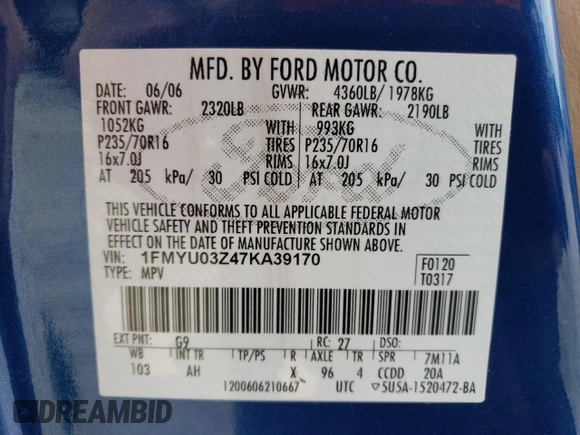 MFD. BY FORD MOTOR CO.
DATE: 06/06 GVWR: 4360LB/ 1978KG
FRONT GAWR: 2320LB REAR GAWR: 2190LB
1052KG WITH 993KG WITH
P235/70R16 TIRES P235/70R16 TIRES
16x7.0J RIMS 16x7.0J RIMS
AT 205 kPa/ 30 PSI COLD AT 205 kPa/ 30 PSI COLD
Ford
THIS VEHICLE CONFORMS TO ALL APPLICABLE FEDERAL MOTOR
VEHICLE SAFETY AND THEFT PREVENTION STANDARDS IN
EFFECT ON THE DATE OF MANUFACTURE SHOWN ABOVE.
VIN: 1FMYU03Z47KA39170 F0120
TYPE: MPV T0317
EXT PNT: G9 RC: 27 DSO:
WB INT TR TP/PS R AXLE TR SPR 7M11A
103 AH X 96 4 CCDD 20A
1200606210667 UTC 5U5A-1520472-BA
DREAMBID